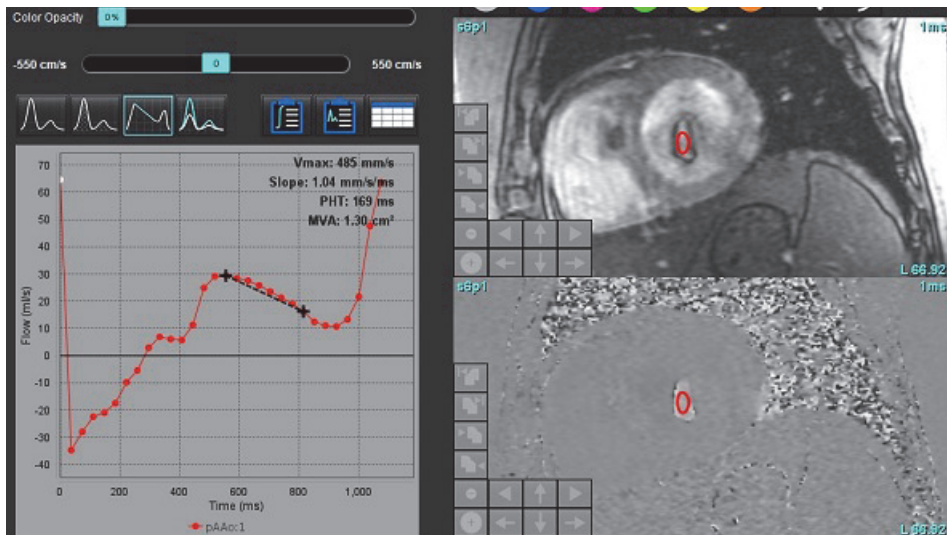 Color Opacity
0%
-550 cm/s
0
550 cm/s
Vmax: 485 mm/s
Slope: 1.04 mm/s/ms
PHT: 169 ms
MVA: 1.30 cm²
Flow (ml/s)
70
60
50
40
30
20
10
0
-10
-20
-30
-40
0
200
400
600
800
1,000
Time (ms)
pAAo:1
s6p1
1ms
L 66.92
s6p1
1ms
L 66.92